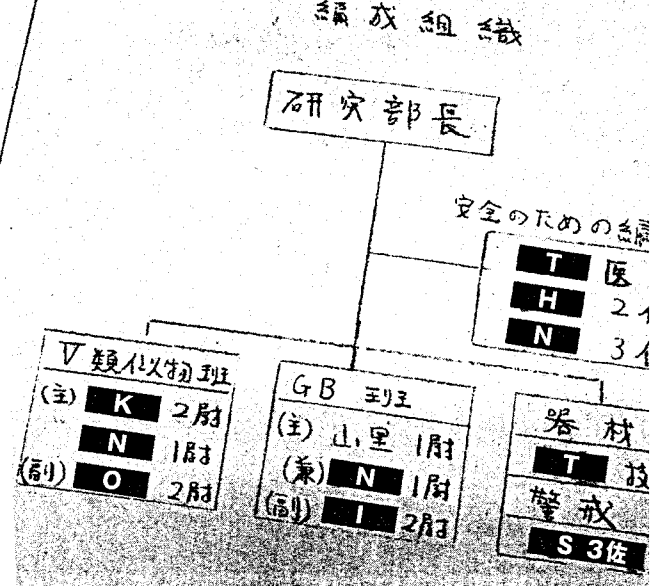 編成組織
研究部長
安全のための編
T 医
H 2
N 3
V類似物班
(主) K 2尉
N 1尉
(副) O 2尉
GB班
(主) 山里 1尉
(兼) N 1尉
(副) I 2尉
器材
T 技
警戒
S 3佐